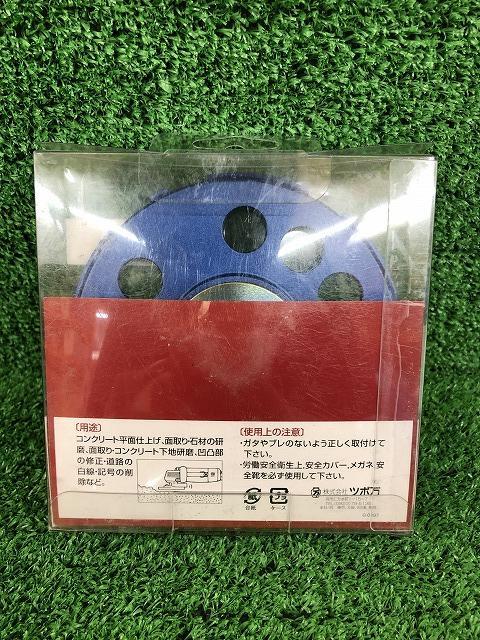 ［用途］
コンクリート平面仕上げ、面取り・石材の研
磨、面取り・コンクリート下地研磨、凹凸部
の修正・道路の
白線・記号の削
除など。
［使用上の注意］
・ガタやブレのないよう正しく取付けて
下さい。
・労働安全衛生上、安全カバー、メガネ、安
全靴を必ず使用して下さい。
台紙
プラ
ケース
株式会社 ツボ万